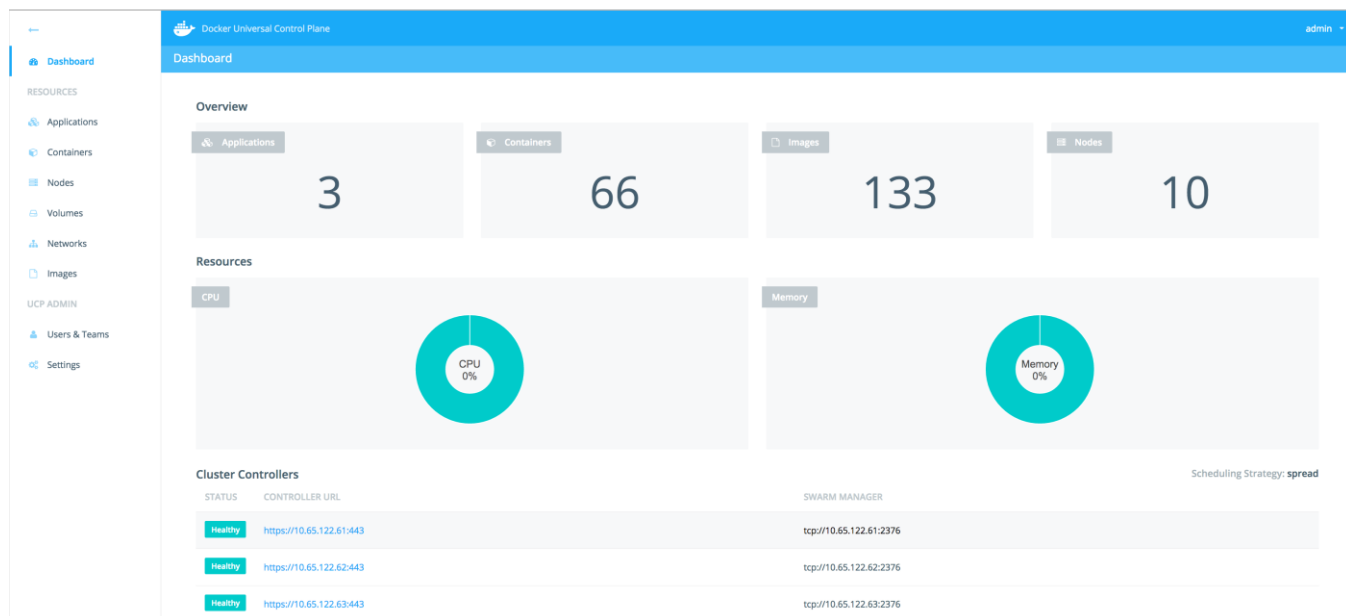 Docker Universal Control Plane
admin
Dashboard
Dashboard
RESOURCES
Applications
Containers
Nodes
Volumes
Networks
Images
UCP ADMIN
Users & Teams
Settings
Overview
Applications
3
Containers
66
Images
133
Nodes
10
Resources
CPU
CPU
0%
Memory
Memory
0%
Cluster Controllers
Scheduling Strategy: spread
STATUS CONTROLLER URL SWARM MANAGER
Healthy https://10.65.122.61:443 tcp://10.65.122.61:2376
Healthy https://10.65.122.62:443 tcp://10.65.122.62:2376
Healthy https://10.65.122.63:443 tcp://10.65.122.63:2376